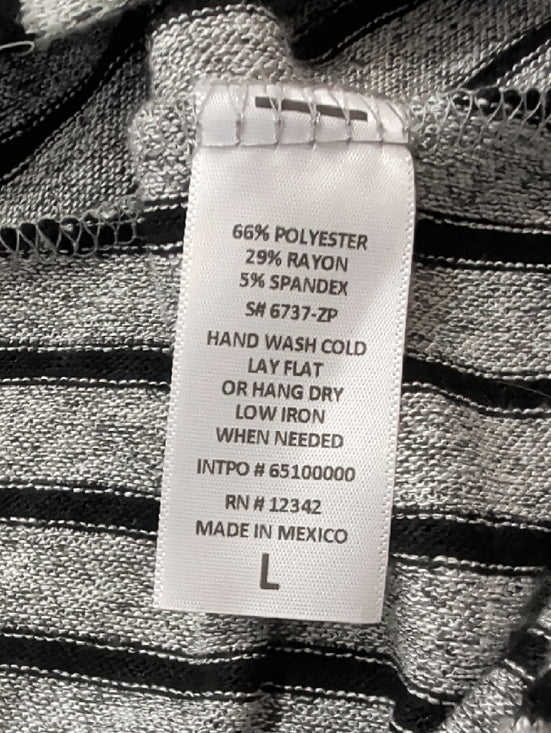 66% POLYESTER
29% RAYON
5% SPANDEX
S# 6737-ZP
HAND WASH COLD
LAY FLAT
OR HANG DRY
LOW IRON
WHEN NEEDED
INTPO # 65100000
RN # 12342
MADE IN MEXICO
L